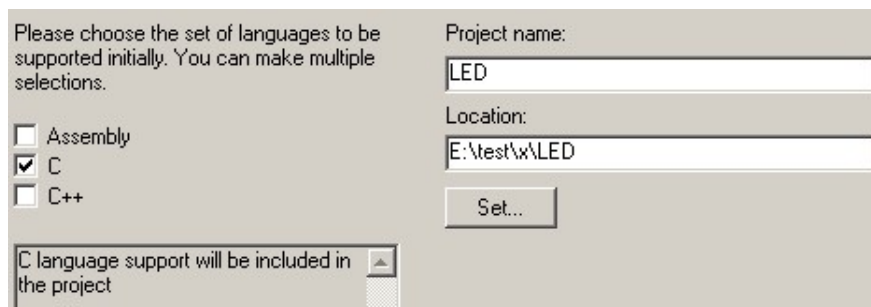 Please choose the set of languages to be
supported initially. You can make multiple
selections.
Assembly
C
C++
C language support will be included in
the project
Project name:
LED
Location:
E:\test\x\LED
Set...